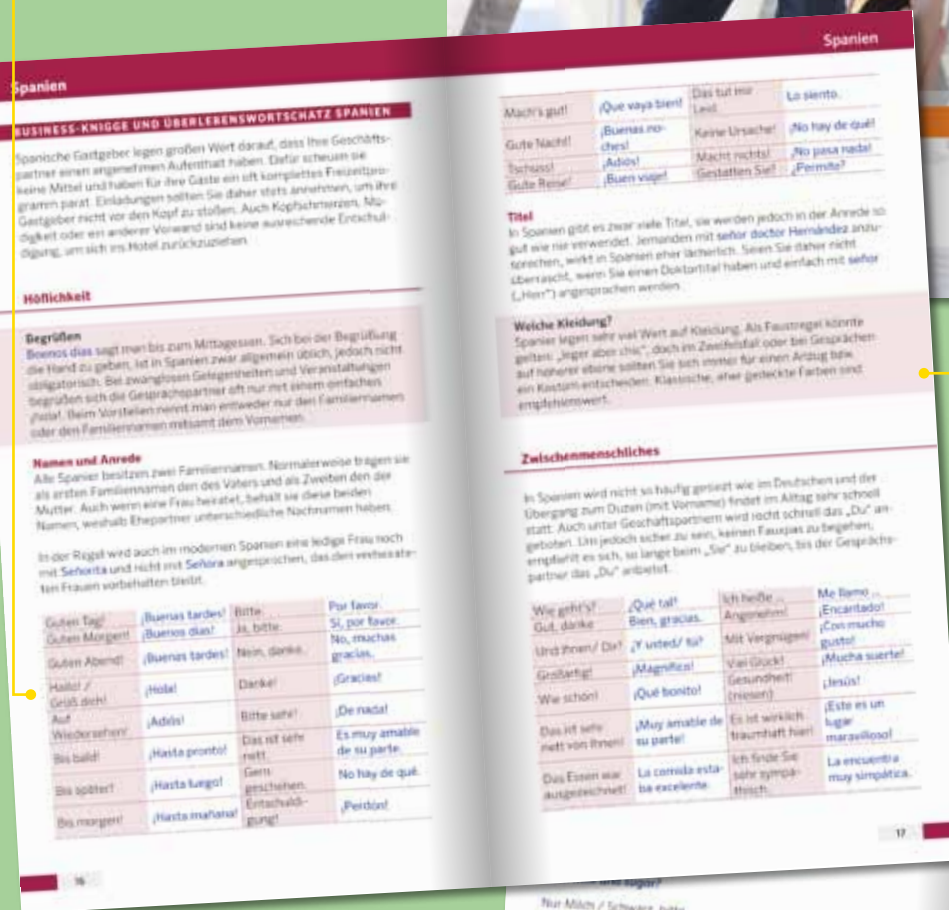 Spanien
BUSINESS-KNIGGE UND ÜBERLEBENSWORTSCHATZ SPANIEN
Spanische Gastgeber legen großen Wert darauf, dass Ihre Geschäfts-
partner einen angenehmen Aufenthalt haben. Dafür scheuen sie
keine Mittel und haben für ihre Gäste ein oft komplettes Freizeitpro-
gramm parat. Einladungen sollten Sie daher stets annehmen, um ihre
Gastgeber nicht vor den Kopf zu stoßen. Auch Kopfschmerzen, Mü-
digkeit oder ein anderer Vorwand sind keine ausreichende Entschul-
digung, um sich ins Hotel zurückzuziehen.
Höflichkeit
Begrüßen
Buenos días sagt man bis zum Mittagessen. Sich bei der Begrüßung
die Hand zu geben, ist in Spanien zwar allgemein üblich, jedoch nicht
obligatorisch. Bei zwanglosen Gelegenheiten und Veranstaltungen
begrüßen sich die Gesprächspartner oft nur mit einem einfachen
¡hola!. Beim Vorstellen nennt man entweder nur den Familiennamen
oder den Familiennamen mitsamt dem Vornamen.
Namen und Anrede
Alle Spanier besitzen zwei Familiennamen. Normalerweise tragen sie
als ersten Familiennamen den des Vaters und als Zweiten den der
Mutter. Auch wenn eine Frau heiratet, behält sie diese beiden
Namen, weshalb Ehepartner unterschiedliche Nachnamen haben.
In der Regel wird auch im modernen Spanien eine ledige Frau noch
mit Señorita und nicht mit Señora angesprochen, das den verheirate-
ten Frauen vorbehalten bleibt.
Guten Tag! ¡Buenas tardes! Bitte. Por favor.
Guten Morgen! ¡Buenos días! Ja, bitte. Sí, por favor.
Guten Abend! ¡Buenas tardes! Nein, danke. No, muchas
gracias.
Hallo! /
Grüß dich! ¡Hola! Danke! ¡Gracias!
Auf
Wiedersehen! ¡Adiós! Bitte sehr! ¡De nada!
Bis bald! ¡Hasta pronto! Das ist sehr
nett. Es muy amable
de su parte.
Bis später! ¡Hasta luego! Gern
geschehen. No hay de qué.
Bis morgen! ¡Hasta mañana! Entschuldi-
gung! ¡Perdón!
16
Spanien
Mach's gut! ¡Que vaya bien! Das tut mir
Leid. Lo siento.
Gute Nacht! ¡Buenas no-
ches! Keine Ursache! ¡No hay de qué!
Tschüss! ¡Adiós! Macht nichts! ¡No pasa nada!
Gute Reise! ¡Buen viaje! Gestatten Sie? ¿Permite?
Titel
In Spanien gibt es zwar viele Titel, sie werden jedoch in der Anrede so
gut wie nie verwendet. Jemanden mit señor doctor Hernández anzu-
sprechen, wirkt in Spanien eher lächerlich. Seien Sie daher nicht
überrascht, wenn Sie einen Doktortitel haben und einfach mit señor
(„Herr“) angesprochen werden.
Welche Kleidung?
Spanier legen sehr viel Wert auf Kleidung. Als Faustregel könnte
gelten: „leger aber chic“, doch im Zweifelsfall oder bei Gesprächen
auf höherer ebene sollten Sie sich immer für einen Anzug bzw.
ein Kostüm entscheiden. Klassische, eher gedeckte Farben sind
empfehlenswert.
Zwischenmenschliches
In Spanien wird nicht so häufig gesiezt wie im Deutschen und der
Übergang zum Duzen (mit Vorname) findet im Alltag sehr schnell
statt. Auch unter Geschäftspartnern wird recht schnell das „Du“ an-
geboten. Um jedoch sicher zu sein, keinen Fauxpas zu begehen,
empfiehlt es sich, so lange beim „Sie“ zu bleiben, bis der Gesprächs-
partner das „Du“ anbietet.
Wie geht's? ¿Qué tal? Ich heiße ... Me llamo ...
Gut, danke Bien, gracias. Angenehm! ¡Encantado!
Und Ihnen/ Dir? ¿Y usted/ tú? Mit Vergnügen! ¡Con mucho
gusto!
Großartig! ¡Magnífico! Viel Glück! ¡Mucha suerte!
Wie schön! ¡Qué bonito! Gesundheit!
(niesen) ¡Jesús!
Das ist sehr
nett von Ihnen! ¡Muy amable de
su parte! Es ist wirklich
traumhaft hier! ¡Este es un
lugar
maravilloso!
Das Essen war
ausgezeichnet! La comida esta-
ba excelente. Ich finde Sie
sehr sympa-
thisch. La encuentra
muy simpática.
17
Nur Milch / Schwarz, bitte